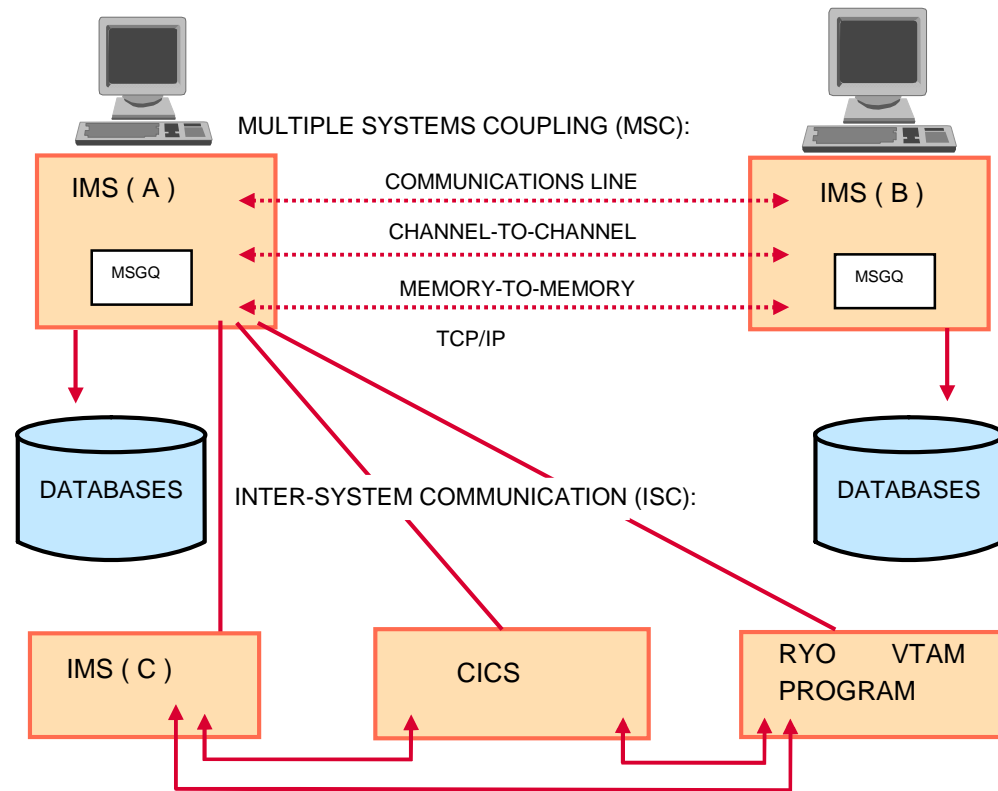 MULTIPLE SYSTEMS COUPLING (MSC):
IMS ( A )
COMMUNICATIONS LINE
IMS ( B )
CHANNEL-TO-CHANNEL
MSGQ
MSGQ
MEMORY-TO-MEMORY
TCP/IP
DATABASES
INTER-SYSTEM COMMUNICATION (ISC):
DATABASES
IMS ( C )
CICS
RYO VTAM
PROGRAM